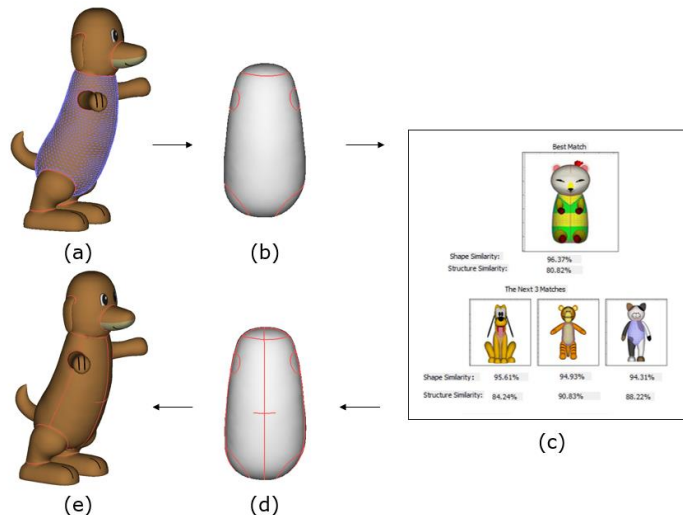 Best Match
Shape Similarity: 96.37%
Structure Similarity: 80.82%
The Next 3 Matches
Shape Similarity: 95.61% 94.93% 94.31%
Structure Similarity: 84.24% 90.83% 88.22%
(a)
(b)
(c)
(e)
(d)